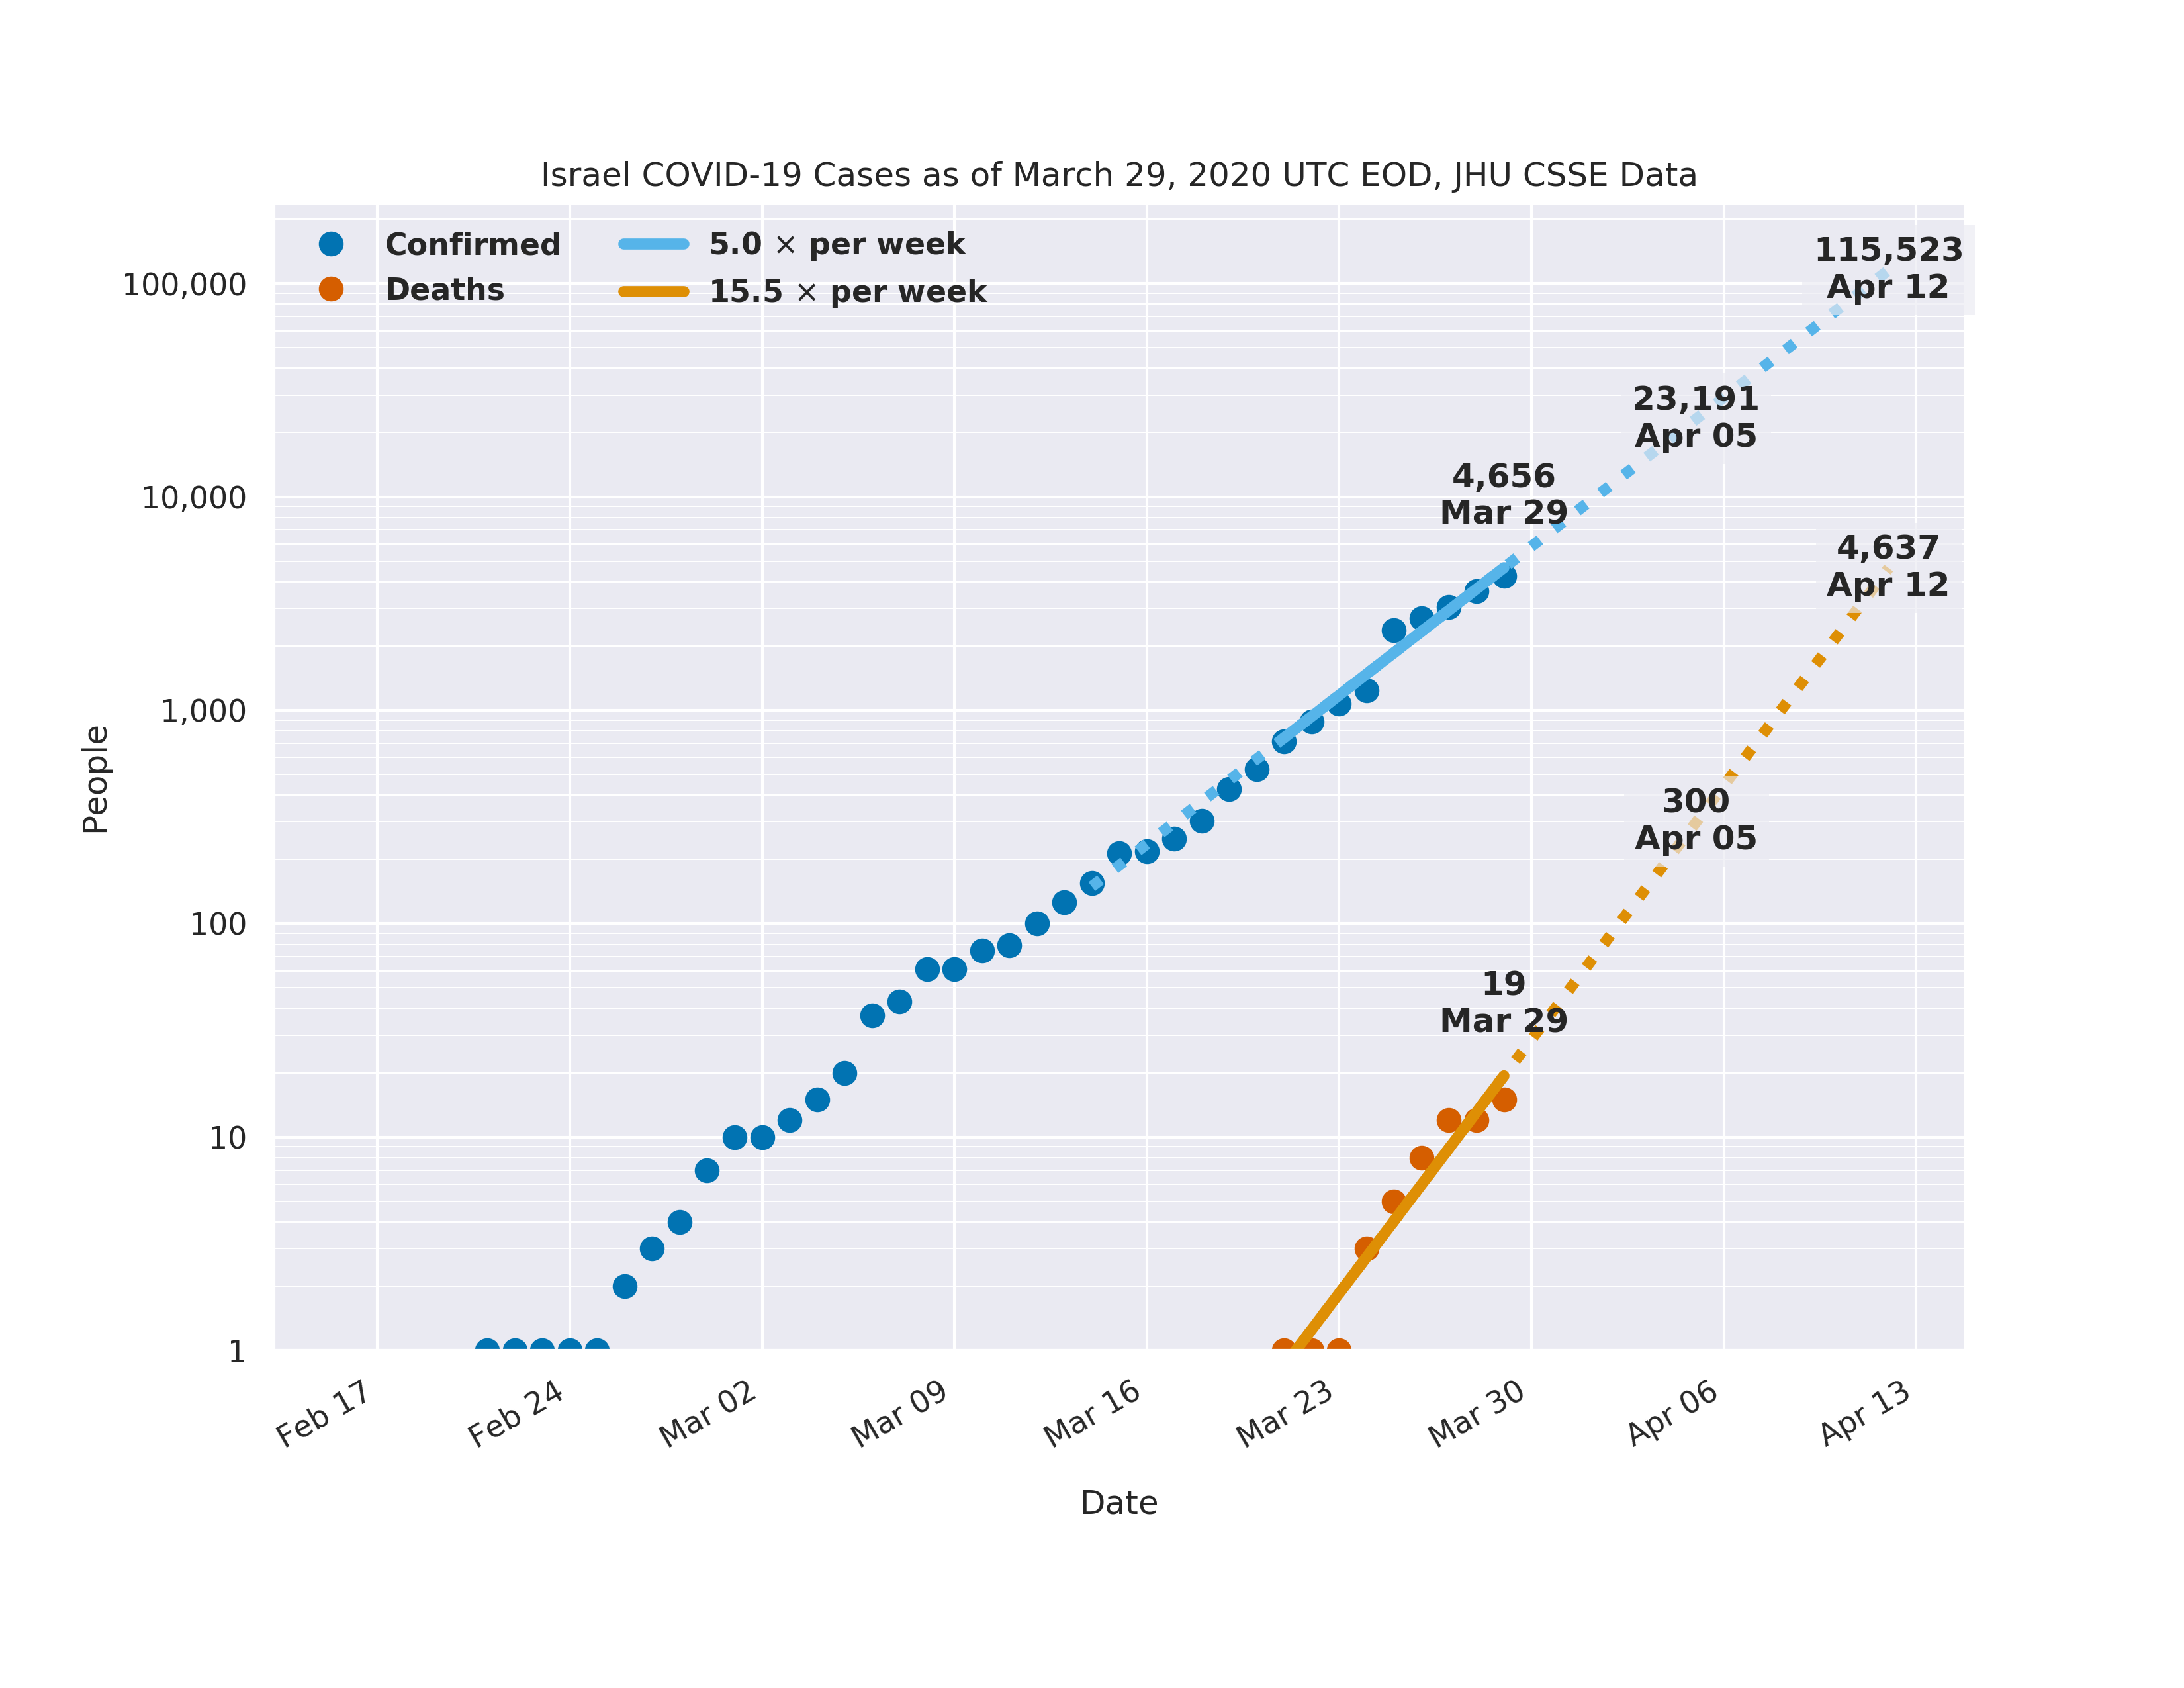 Israel COVID-19 Cases as of March 29, 2020 UTC EOD, JHU CSSE Data
Confirmed
Deaths
5.0 × per week
15.5 × per week
115,523
Apr 12
23,191
Apr 05
4,656
Mar 29
4,637
Apr 12
300
Apr 05
19
Mar 29
People
100,000
10,000
1,000
100
10
1
Feb 17
Feb 24
Mar 02
Mar 09
Mar 16
Mar 23
Mar 30
Apr 06
Apr 13
Date